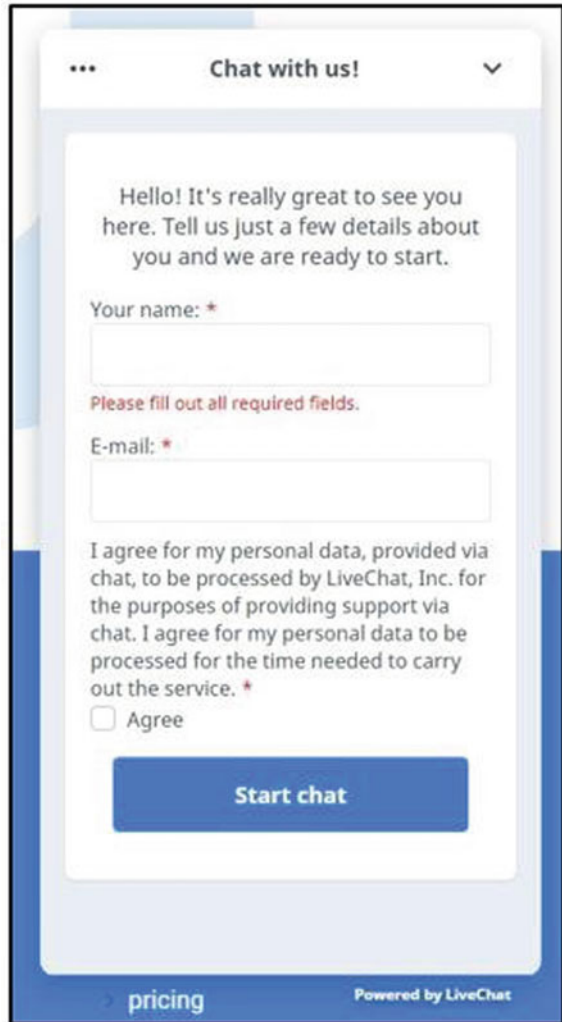 Chat with us!
Hello! It's really great to see you
here. Tell us just a few details about
you and we are ready to start.
Your name: *
Please fill out all required fields.
E-mail: *
I agree for my personal data, provided via
chat, to be processed by LiveChat, Inc. for
the purposes of providing support via
chat. I agree for my personal data to be
processed for the time needed to carry
out the service. *
Agree
Start chat
pricing
Powered by LiveChat